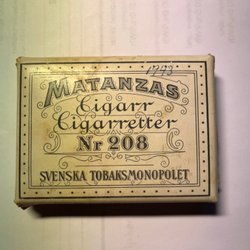 1943
MATANZAS
Cigarr
Cigarretter
Nr 208
SVENSKA TOBAKSMONOPOLET